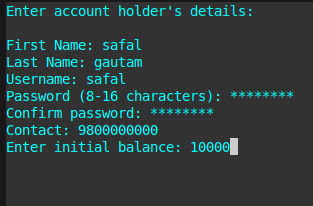 Enter account holder's details:
First Name: safal
Last Name: gautam
Username: safal
Password (8-16 characters): ********
Confirm password: ********
Contact: 9800000000
Enter initial balance: 10000